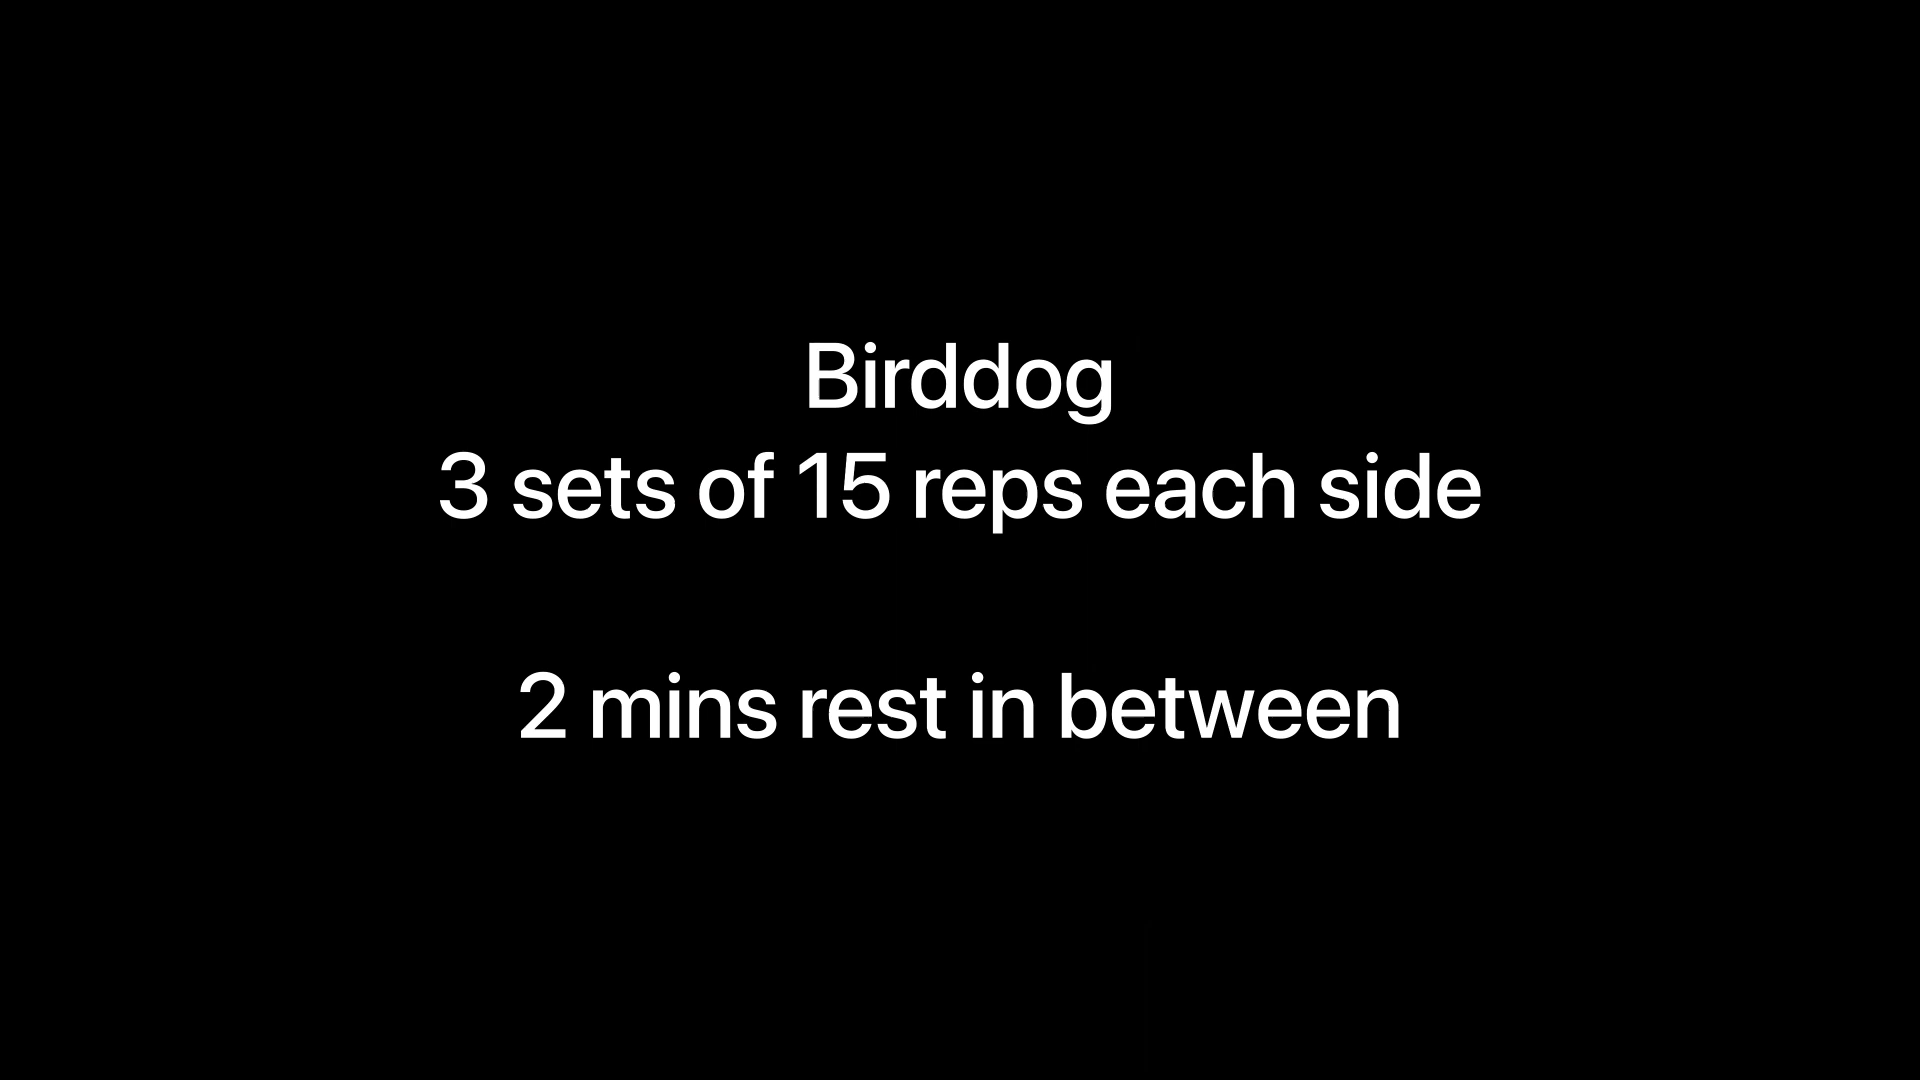 Birddog
3 sets of 15 reps each side
2 mins rest in between